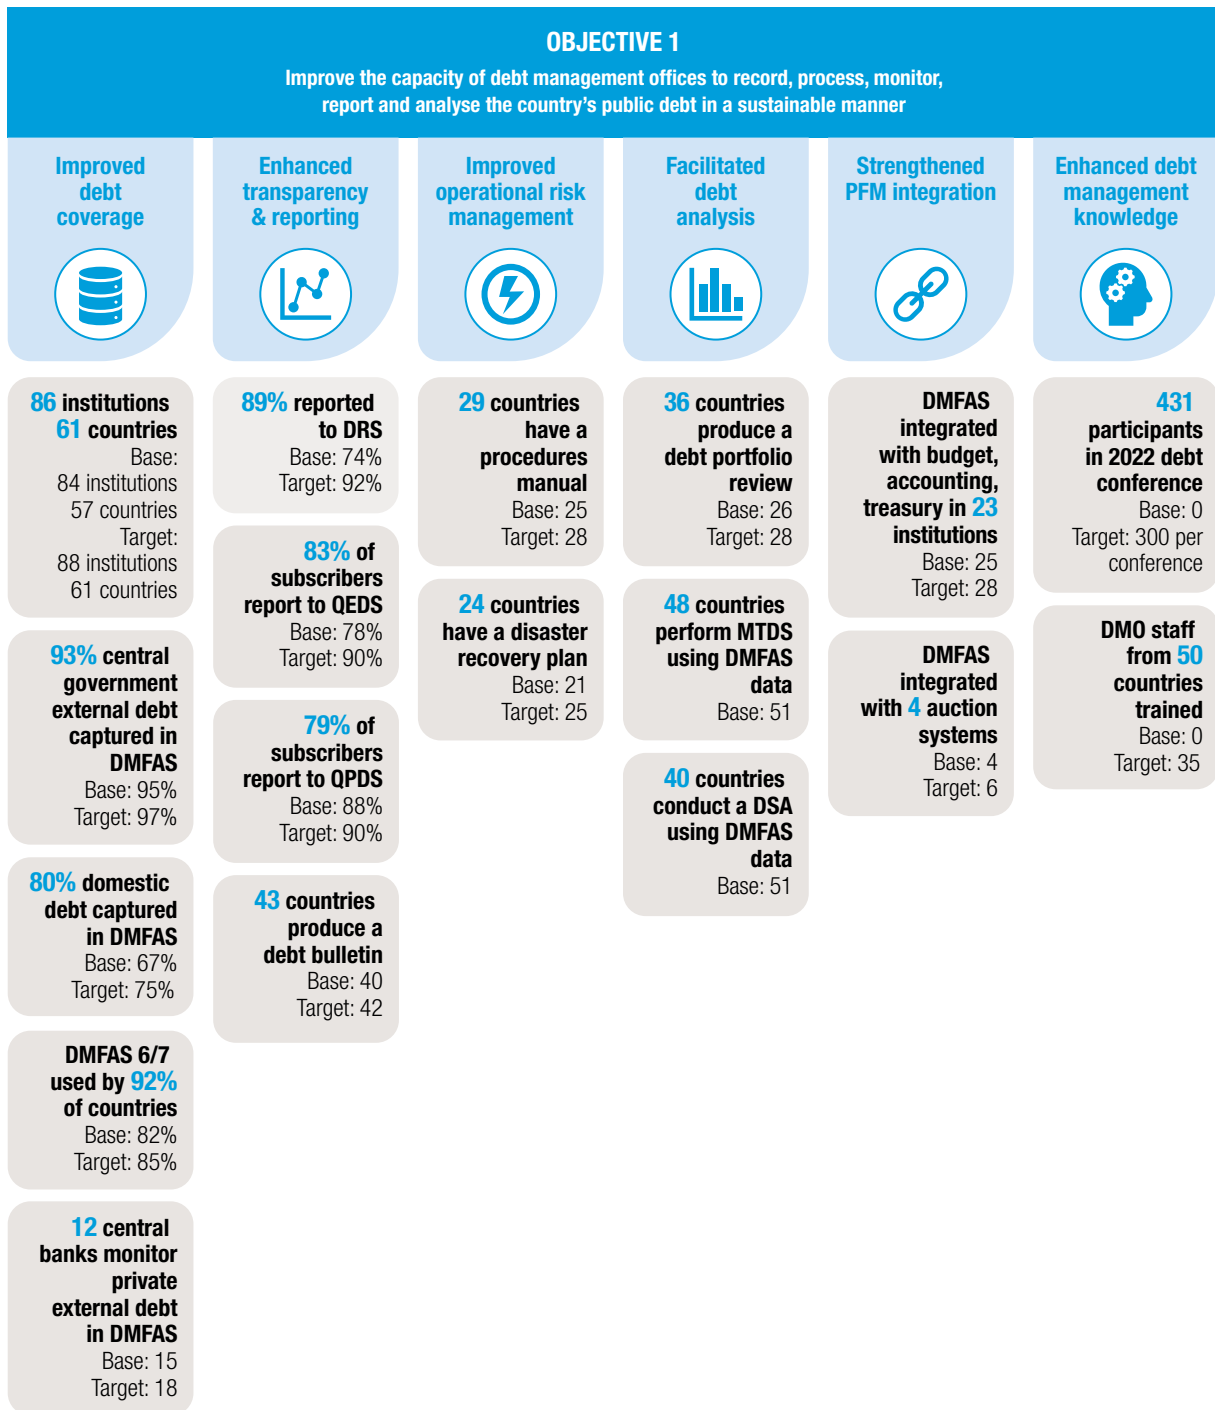 OBJECTIVE 1
Improve the capacity of debt management offices to record, process, monitor,
report and analyse the country's public debt in a sustainable manner
Improved
debt
coverage
86 institutions
61 countries
Base:
84 institutions
57 countries
Target:
88 institutions
61 countries
93% central
government
external debt
captured in
DMFAS
Base: 95%
Target: 97%
80% domestic
debt captured
in DMFAS
Base: 67%
Target: 75%
DMFAS 6/7
used by 92%
of countries
Base: 82%
Target: 85%
12 central
banks monitor
private
external debt
in DMFAS
Base: 15
Target: 18
Enhanced
transparency
& reporting
89% reported
to DRS
Base: 74%
Target: 92%
83% of
subscribers
report to QEDS
Base: 78%
Target: 90%
79% of
subscribers
report to QPDS
Base: 88%
Target: 90%
43 countries
produce a
debt bulletin
Base: 40
Target: 42
Improved
operational risk
management
29 countries
have a
procedures
manual
Base: 25
Target: 28
24 countries
have a disaster
recovery plan
Base: 21
Target: 25
Facilitated
debt
analysis
36 countries
produce a
debt portfolio
review
Base: 26
Target: 28
48 countries
perform MTDS
using DMFAS
data
Base: 51
40 countries
conduct a DSA
using DMFAS
data
Base: 51
Strengthened
PFM integration
DMFAS
integrated
with budget,
accounting,
treasury in 23
institutions
Base: 25
Target: 28
DMFAS
integrated
with 4 auction
systems
Base: 4
Target: 6
Enhanced debt
management
knowledge
431
participants
in 2022 debt
conference
Base: 0
Target: 300 per
conference
DMO staff
from 50
countries
trained
Base: 0
Target: 35